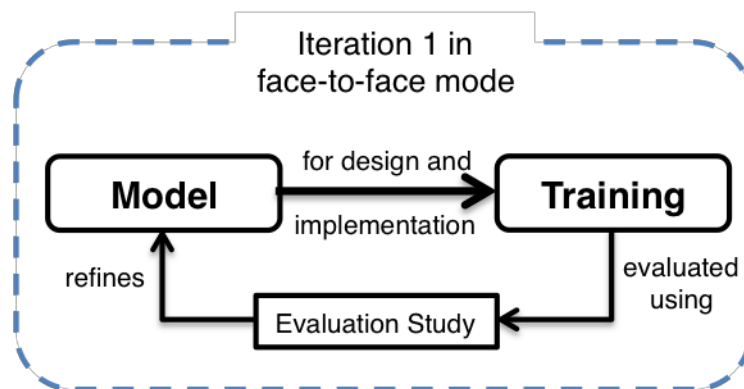 Iteration 1 in
face-to-face mode
for design and
Model
Training
implementation
refines
evaluated
using
Evaluation Study